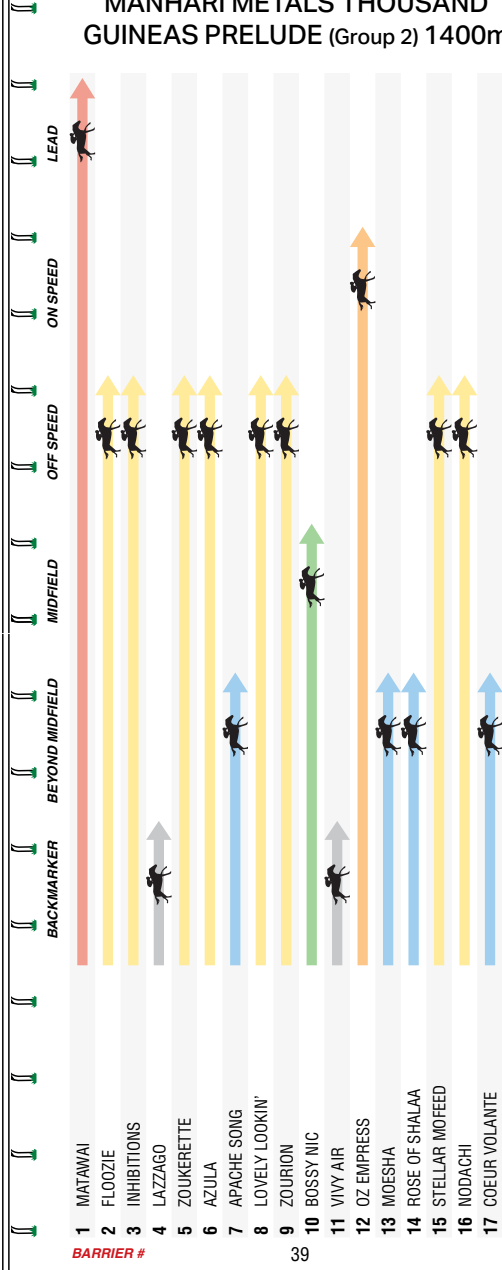 MANHARI METALS THOUSAND
GUINEAS PRELUDE (Group 2) 1400m
LEAD
ON SPEED
OFF SPEED
MIDFIELD
BEYOND MIDFIELD
BACKMARKER
1 MATAWAI
2 FLOOZIE
3 INHIBITIONS
4 LAZZAGO
5 ZOUKERETTE
6 AZULA
7 APACHE SONG
8 LOVELY LOOKIN'
9 ZOURION
10 BOSSY NIC
11 VIVY AIR
12 OZ EMPRESS
13 MOESHA
14 ROSE OF SHALAA
15 STELLAR MOFEED
16 NODACHI
17 COEUR VOLANTE
BARRIER #
39